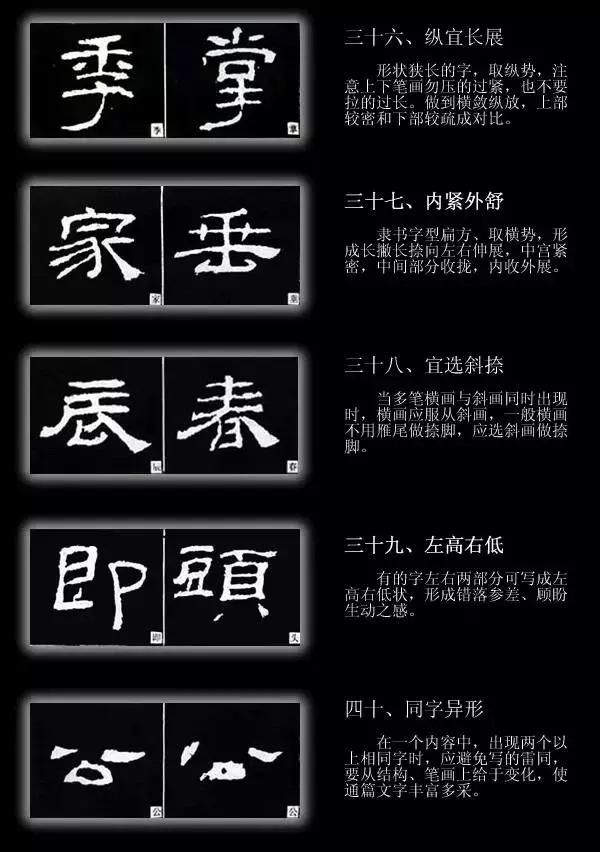 季
掌
季
掌
三十六、纵宜长展
形状狭长的字，取纵势，注
意上下笔画勿压的过紧，也不要
拉的过长。做到横敛纵放，上部
较密和下部较疏成对比。
家
垂
家
垂
三十七、内紧外舒
隶书字型扁方、取横势，形
成长撇长捺向左右伸展，中宫紧
密，中间部分收拢，内收外展。
辰
春
辰
春
三十八、宜选斜捺
当多笔横画与斜画同时出现
时，横画应服从斜画，一般横画
不用雁尾做捺脚，应选斜画做捺
脚。
即
頭
即
头
三十九、左高右低
有的字左右两部分可写成左
高右低状，形成错落参差、顾盼
生动之感。
公
公
公
公
四十、同字异形
在一个内容中，出现两个以
上相同字时，应避免写的雷同，
要从结构、笔画上给于变化，使
通篇文字丰富多采。